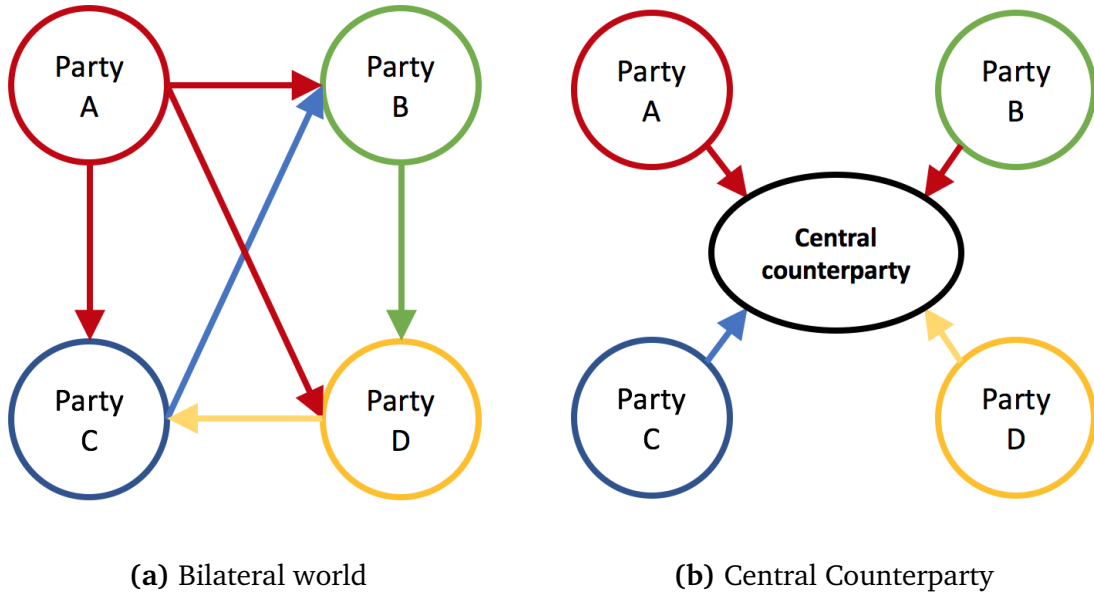 Party
A
Party
B
Party
C
Party
D
(a) Bilateral world
Party
A
Party
B
Central
counterparty
Party
C
Party
D
(b) Central Counterparty